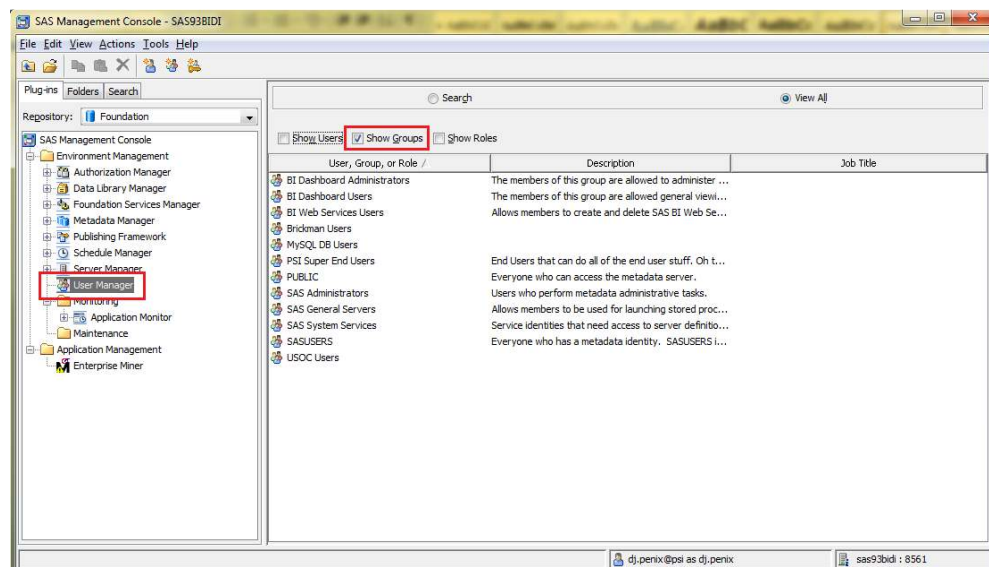 SAS Management Console - SAS93BIDI
File Edit View Actions Tools Help
Plug-ins Folders Search
Repository: Foundation
SAS Management Console
Environment Management
Authorization Manager
Data Library Manager
Foundation Services Manager
Metadata Manager
Publishing Framework
Schedule Manager
Server Manager
User Manager
Monitoring
Application Monitor
Maintenance
Application Management
Enterprise Miner
Search View All
Show Users Show Groups Show Roles
User, Group, or Role / Description Job Title
BI Dashboard Administrators The members of this group are allowed to administer ...
BI Dashboard Users The members of this group are allowed general viewi...
BI Web Services Users Allows members to create and delete SAS BI Web Se...
Brickman Users
MySQL DB Users
PSI Super End Users End Users that can do all of the end user stuff. Oh t...
PUBLIC Everyone who can access the metadata server.
SAS Administrators Users who perform metadata administrative tasks.
SAS General Servers Allows members to be used for launching stored proc...
SAS System Services Service identities that need access to server definitio...
SASUSERS Everyone who has a metadata identity. SASUSERS i...
USOC Users
dj.penix@psi as dj.penix sas93bidi : 8561